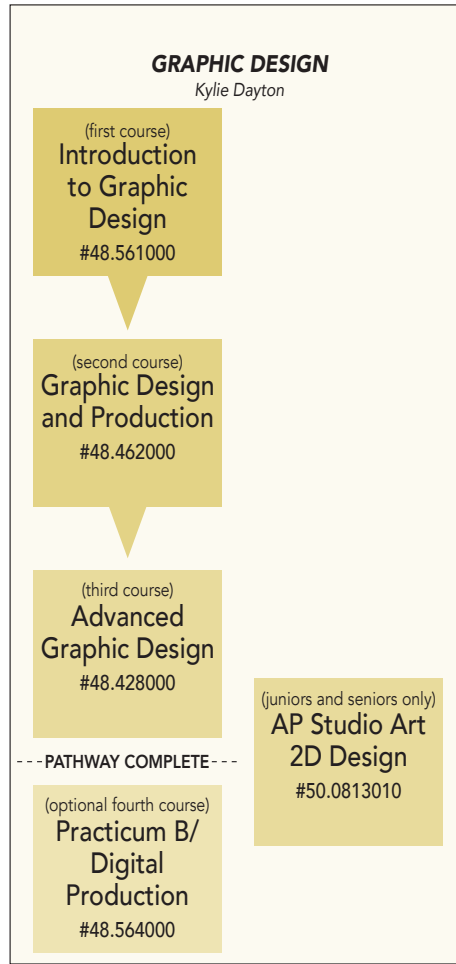 GRAPHIC DESIGN
Kylie Dayton
(first course)
Introduction
to Graphic
Design
#48.561000
(second course)
Graphic Design
and Production
#48.462000
(third course)
Advanced
Graphic Design
#48.428000
(juniors and seniors only)
AP Studio Art
2D Design
#50.0813010
---PATHWAY COMPLETE---
(optional fourth course)
Practicum B/
Digital
Production
#48.564000